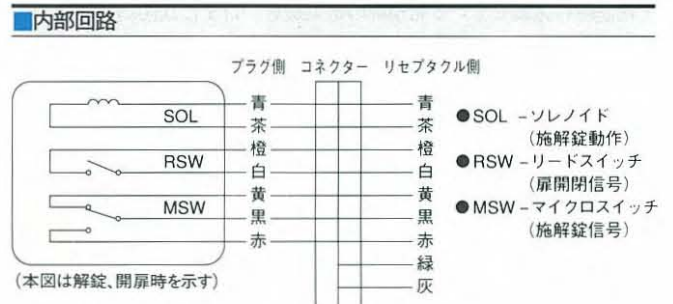 ■内部回路
プラグ側 コネクター リセプタクル側
SOL
RSW
MSW
青 青
茶 茶
橙 橙
白 白
黄 黄
黒 黒
赤 赤
緑
灰
●SOL －ソレノイド
（施解錠動作）
●RSW－リードスイッチ
（扉開閉信号）
●MSW－マイクロスイッチ
（施解錠信号）
（本図は解錠、開扉時を示す）